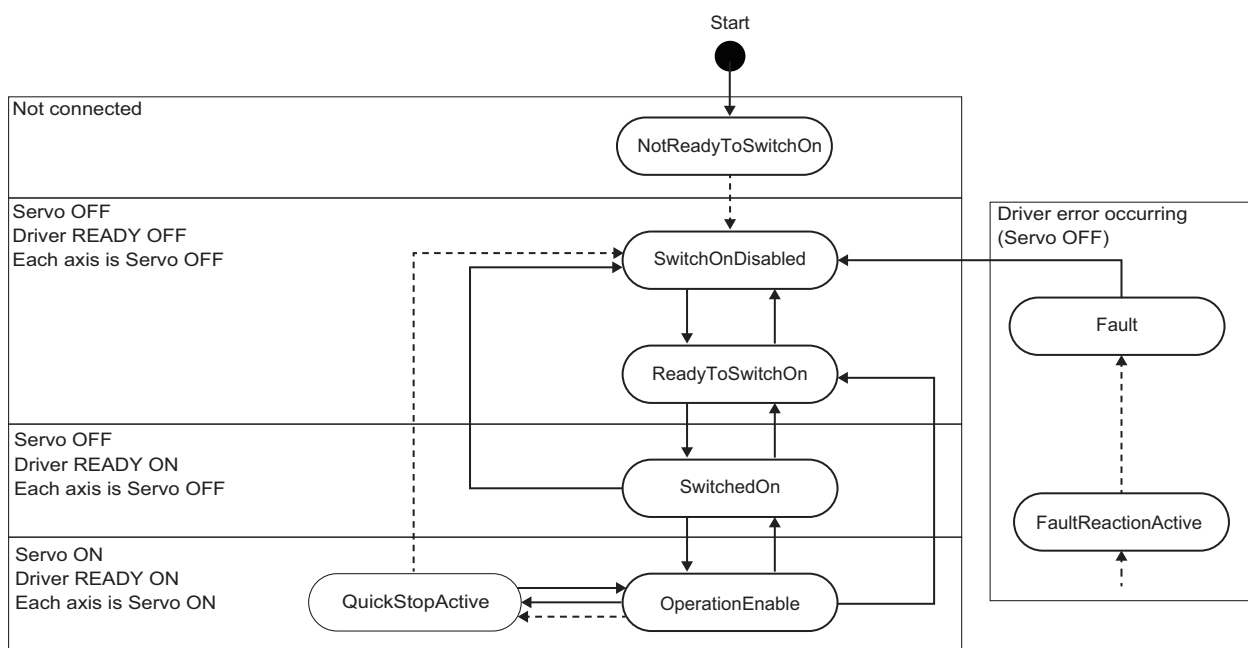 Start
Not connected
NotReadyToSwitchOn
Servo OFF
Driver READY OFF
Each axis is Servo OFF
SwitchOnDisabled
ReadyToSwitchOn
Servo OFF
Driver READY ON
Each axis is Servo OFF
SwitchedOn
Servo ON
Driver READY ON
Each axis is Servo ON
QuickStopActive
OperationEnable
Driver error occurring
(Servo OFF)
Fault
FaultReactionActive